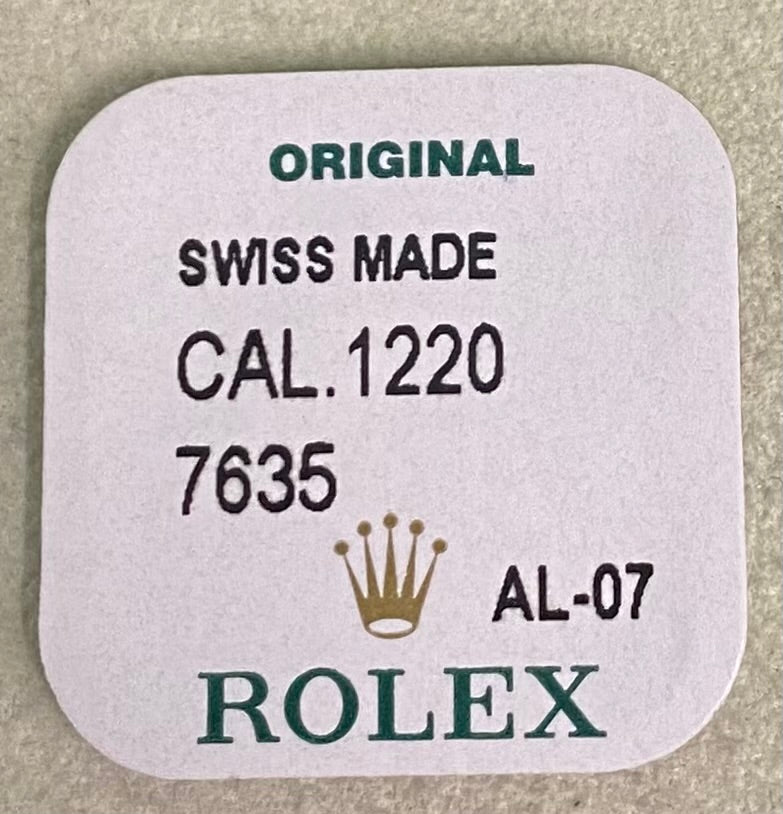 ORIGINAL
SWISS MADE
CAL.1220
7635
AL-07
ROLEX